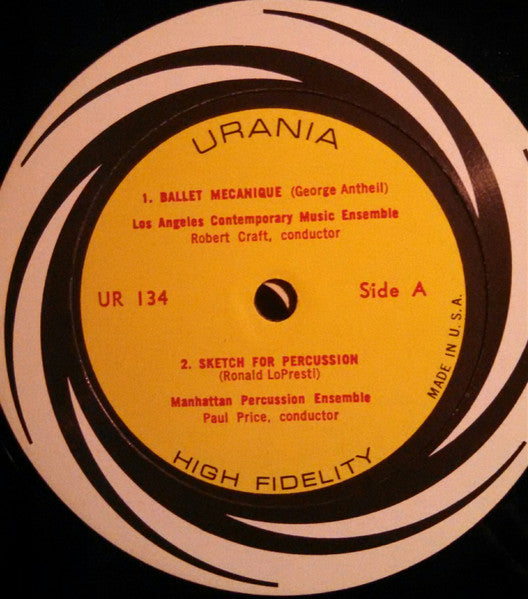 URANIA
1. BALLET MECANIQUE (George Antheil)
Los Angeles Contemporary Music Ensemble
Robert Craft, conductor
UR 134
Side A
2. SKETCH FOR PERCUSSION
(Ronald LoPresti)
Manhattan Percussion Ensemble
Paul Price, conductor
MADE IN U.S.A.
HIGH FIDELITY